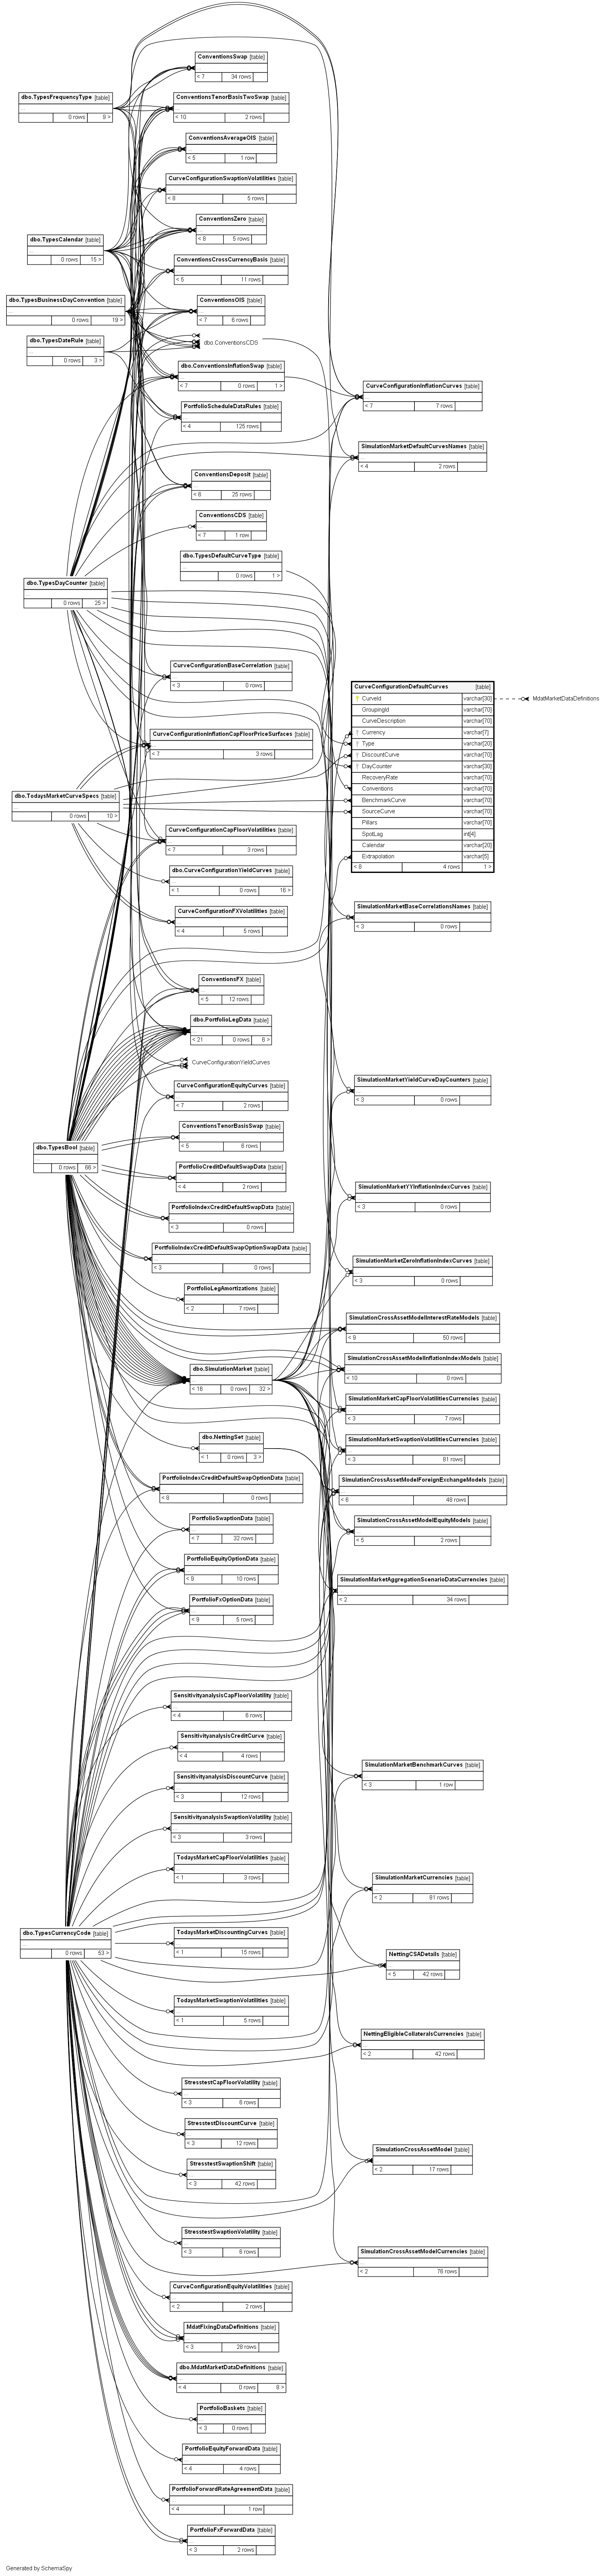 ConventionsSwap [table]
...
< 7 34 rows
dbo.TypesFrequencyType [table]
...
0 rows 9 >
ConventionsTenorBasisTwoSwap [table]
...
< 10 2 rows
ConventionsAverageOIS [table]
...
< 5 1 row
CurveConfigurationSwaptionVolatilities [table]
...
< 8 5 rows
ConventionsZero [table]
...
< 8 5 rows
dbo.TypesCalendar [table]
...
0 rows 15 >
ConventionsCrossCurrencyBasis [table]
...
< 5 11 rows
dbo.TypesBusinessDayConvention [table]
...
0 rows 19 >
ConventionsOIS [table]
...
< 7 6 rows
dbo.TypesDateRule [table]
...
0 rows 3 >
dbo.ConventionsCDS
dbo.ConventionsInflationSwap [table]
...
< 7 0 rows 1 >
CurveConfigurationInflationCurves [table]
...
< 7 7 rows
PortfolioScheduleDataRules [table]
...
< 4 125 rows
SimulationMarketDefaultCurvesNames [table]
...
< 4 2 rows
ConventionsDeposit [table]
...
< 6 25 rows
ConventionsCDS [table]
...
< 7 1 row
dbo.TypesDefaultCurveType [table]
...
0 rows 1 >
dbo.TypesDayCounter [table]
...
0 rows 25 >
CurveConfigurationBaseCorrelation [table]
...
< 3 0 rows
CurveConfigurationDefaultCurves [table]
CurveId varchar[30]
GroupingId varchar[70]
CurveDescription varchar[70]
Currency varchar[7]
Type varchar[20]
DiscountCurve varchar[70]
DayCounter varchar[30]
RecoveryRate varchar[70]
Conventions varchar[70]
BenchmarkCurve varchar[70]
SourceCurve varchar[70]
Pillars varchar[70]
SpotLag int[4]
Calendar varchar[20]
Extrapolation varchar[5]
< 8 4 rows 1 >
MdatMarketDataDefinitions
CurveConfigurationInflationCapFloorPriceSurfaces [table]
...
< 7 3 rows
dbo.TodaysMarketCurveSpecs [table]
...
0 rows 10 >
CurveConfigurationCapFloorVolatilities [table]
...
< 7 3 rows
dbo.CurveConfigurationYieldCurves [table]
...
< 1 0 rows 16 >
CurveConfigurationFXVolatilities [table]
...
< 4 5 rows
SimulationMarketBaseCorrelationsNames [table]
...
< 3 0 rows
ConventionsFX [table]
...
< 5 12 rows
dbo.PortfolioLegData [table]
...
< 21 0 rows 6 >
CurveConfigurationYieldCurves
CurveConfigurationEquityCurves [table]
...
< 7 2 rows
SimulationMarketYieldCurveDayCounters [table]
...
< 3 0 rows
ConventionsTenorBasisSwap [table]
...
< 5 6 rows
dbo.TypesBool [table]
...
0 rows 66 >
PortfolioCreditDefaultSwapData [table]
...
< 4 2 rows
SimulationMarketYYInflationIndexCurves [table]
...
< 3 0 rows
PortfolioIndexCreditDefaultSwapData [table]
...
< 3 0 rows
PortfolioIndexCreditDefaultSwapOptionSwapData [table]
...
< 3 0 rows
SimulationMarketZeroInflationIndexCurves [table]
...
< 3 0 rows
PortfolioLegAmortizations [table]
...
< 2 7 rows
SimulationCrossAssetModelInterestRateModels [table]
...
< 9 50 rows
dbo.SimulationMarket [table]
...
< 16 0 rows 32 >
SimulationCrossAssetModelInflationIndexModels [table]
...
< 10 0 rows
SimulationMarketCapFloorVolatilitiesCurrencies [table]
...
< 3 7 rows
dbo.NettingSet [table]
...
< 1 0 rows 3 >
SimulationMarketSwaptionVolatilitiesCurrencies [table]
...
< 3 81 rows
PortfolioIndexCreditDefaultSwapOptionData [table]
...
< 8 0 rows
SimulationCrossAssetModelForeignExchangeModels [table]
...
< 6 48 rows
PortfolioSwaptionData [table]
...
< 7 32 rows
SimulationCrossAssetModelEquityModels [table]
...
< 5 2 rows
PortfolioEquityOptionData [table]
...
< 9 10 rows
SimulationMarketAggregationScenarioDataCurrencies [table]
...
< 2 34 rows
PortfolioFxOptionData [table]
...
< 9 5 rows
SensitivityanalysisCapFloorVolatility [table]
...
< 4 6 rows
SensitivityanalysisCreditCurve [table]
...
< 4 4 rows
SensitivityanalysisDiscountCurve [table]
...
< 3 12 rows
SimulationMarketBenchmarkCurves [table]
...
< 3 1 row
SensitivityanalysisSwaptionVolatility [table]
...
< 3 3 rows
TodaysMarketCapFloorVolatilities [table]
...
< 1 3 rows
SimulationMarketCurrencies [table]
...
< 2 81 rows
dbo.TypesCurrencyCode [table]
...
0 rows 53 >
TodaysMarketDiscountingCurves [table]
...
< 1 15 rows
NettingCSADetails [table]
...
< 5 42 rows
TodaysMarketSwaptionVolatilities [table]
...
< 1 5 rows
NettingEligibleCollateralsCurrencies [table]
...
< 2 42 rows
StresstestCapFloorVolatility [table]
...
< 3 6 rows
StresstestDiscountCurve [table]
...
< 3 12 rows
StresstestSwaptionShift [table]
...
< 3 42 rows
SimulationCrossAssetModel [table]
...
< 2 17 rows
StresstestSwaptionVolatility [table]
...
< 3 6 rows
SimulationCrossAssetModelCurrencies [table]
...
< 2 76 rows
CurveConfigurationEquityVolatilities [table]
...
< 2 2 rows
MdatFixingDataDefinitions [table]
...
< 3 28 rows
dbo.MdatMarketDataDefinitions [table]
...
< 4 0 rows 8 >
PortfolioBaskets [table]
...
< 3 0 rows
PortfolioEquityForwardData [table]
...
< 4 4 rows
PortfolioForwardRateAgreementData [table]
...
< 4 1 row
PortfolioFxForwardData [table]
...
< 3 2 rows
Generated by SchemaSpy